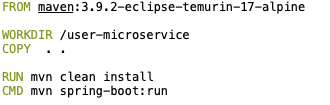 FROM maven:3.9.2-eclipse-temurin-17-alpine
WORKDIR /user-microservice
COPY  . .
RUN mvn clean install
CMD mvn spring-boot:run